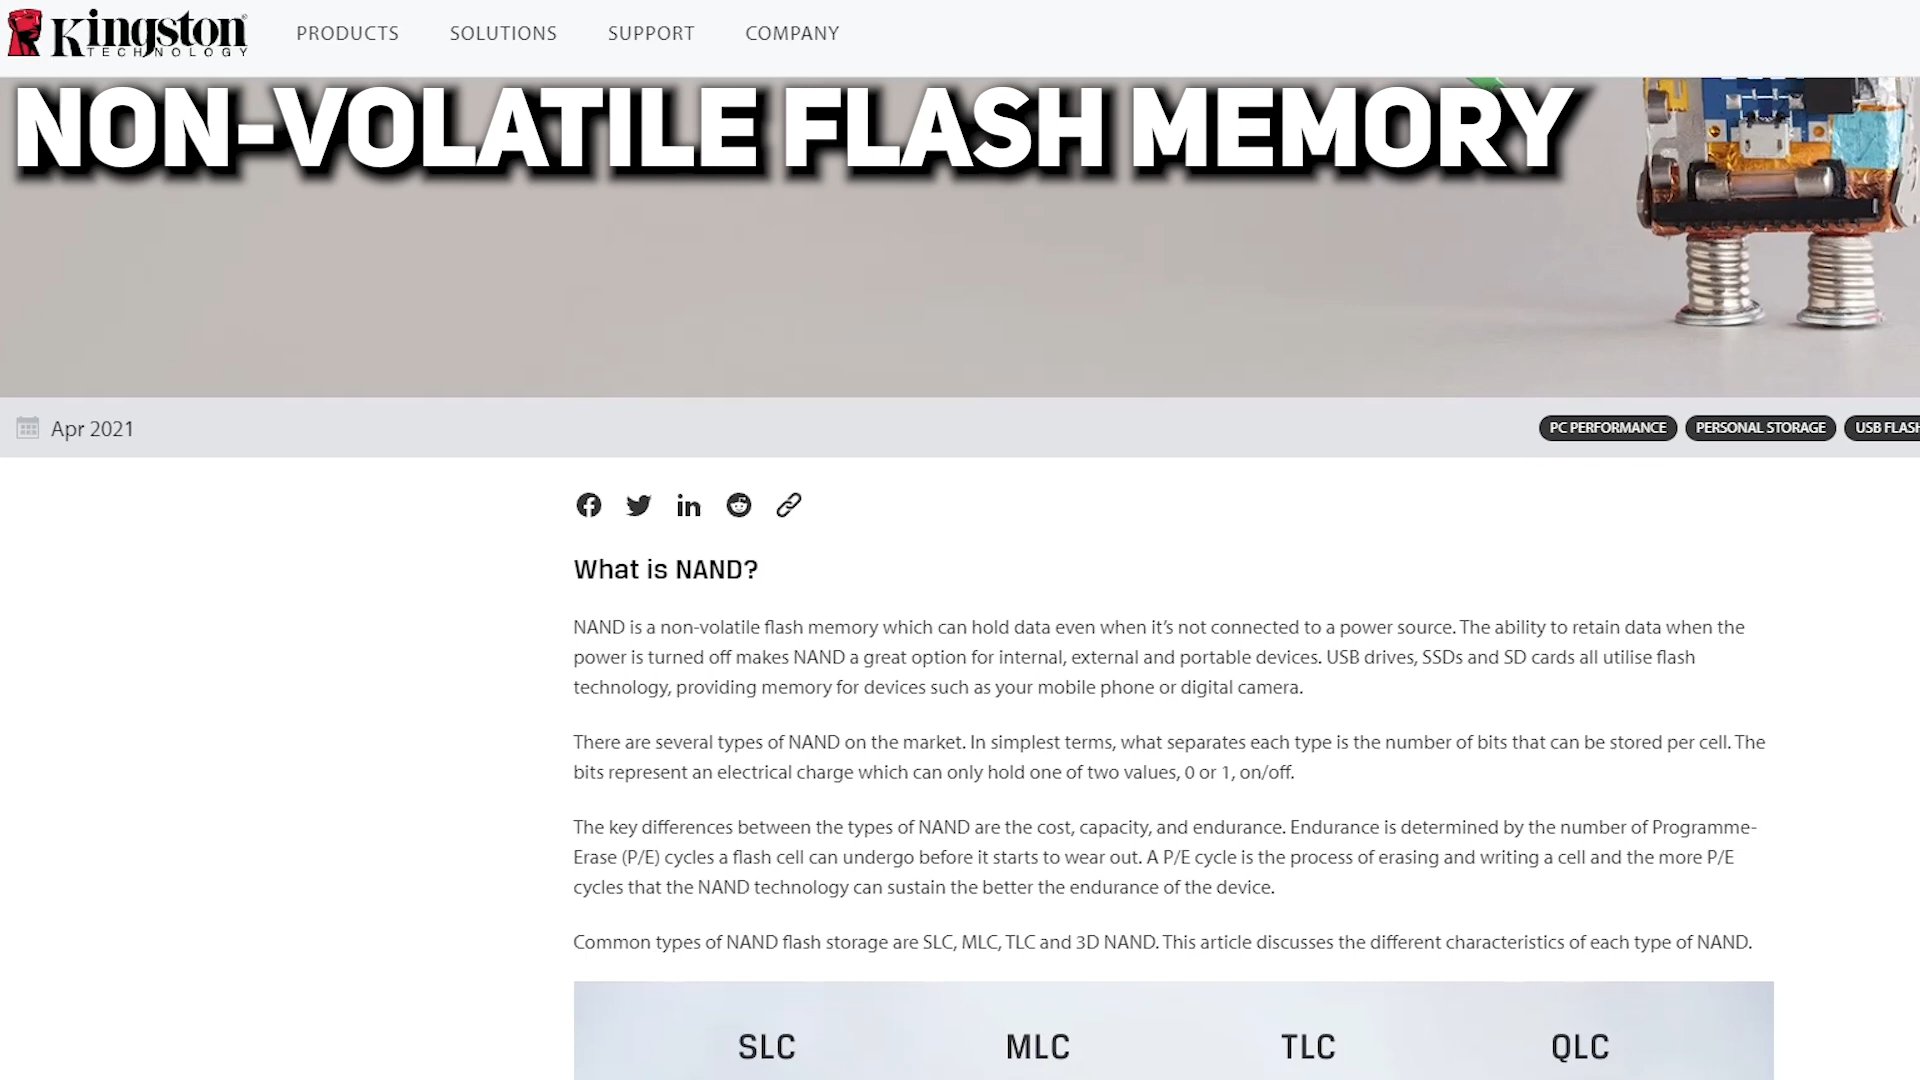 Kingston
TECHNOLOGY
PRODUCTS SOLUTIONS SUPPORT COMPANY
NON-VOLATILE FLASH MEMORY
Apr 2021
PC PERFORMANCE PERSONAL STORAGE USB FLASH
What is NAND?
NAND is a non-volatile flash memory which can hold data even when it’s not connected to a power source. The ability to retain data when the
power is turned off makes NAND a great option for internal, external and portable devices. USB drives, SSDs and SD cards all utilise flash
technology, providing memory for devices such as your mobile phone or digital camera.
There are several types of NAND on the market. In simplest terms, what separates each type is the number of bits that can be stored per cell. The
bits represent an electrical charge which can only hold one of two values, 0 or 1, on/off.
The key differences between the types of NAND are the cost, capacity, and endurance. Endurance is determined by the number of Programme-
Erase (P/E) cycles a flash cell can undergo before it starts to wear out. A P/E cycle is the process of erasing and writing a cell and the more P/E
cycles that the NAND technology can sustain the better the endurance of the device.
Common types of NAND flash storage are SLC, MLC, TLC and 3D NAND. This article discusses the different characteristics of each type of NAND.
SLC MLC TLC QLC